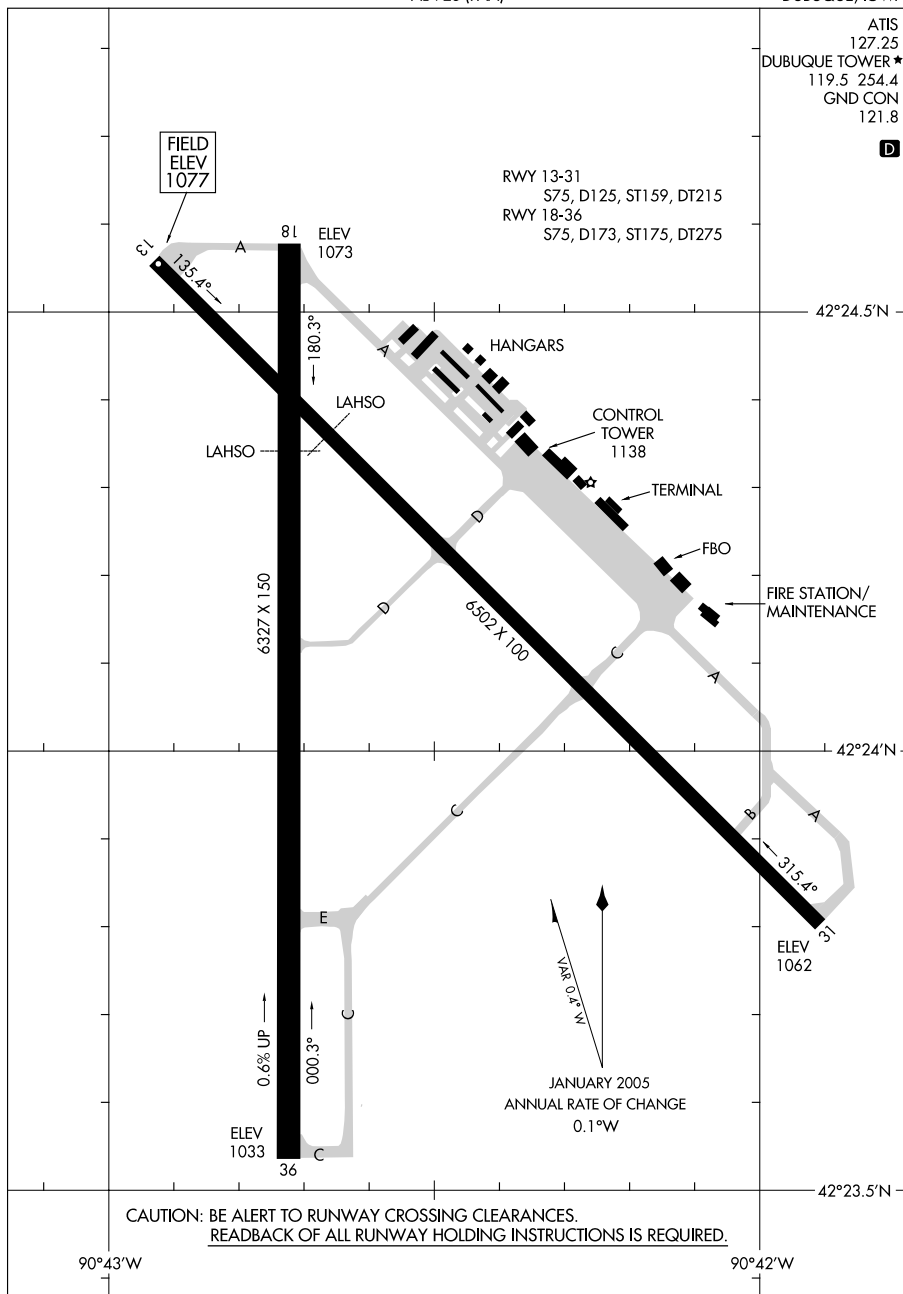 ATIS
127.25
DUBUQUE TOWER★
119.5 254.4
GND CON
121.8
D
FIELD
ELEV
1077
RWY 13-31
S75, D125, ST159, DT215
RWY 18-36
S75, D173, ST175, DT275
13
135.4°
A
18
ELEV
1073
180.3°
42°24.5'N
A
HANGARS
LAHSO
LAHSO
CONTROL
TOWER
1138
TERMINAL
D
FBO
6327 X 150
D
6502 X 100
FIRE STATION/
MAINTENANCE
C
A
42°24'N
C
B
A
315.4°
31
ELEV
1062
E
C
VAR 0.4° W
0.6% UP
000.3°
JANUARY 2005
ANNUAL RATE OF CHANGE
0.1°W
ELEV
1033
36
C
42°23.5'N
CAUTION: BE ALERT TO RUNWAY CROSSING CLEARANCES.
READBACK OF ALL RUNWAY HOLDING INSTRUCTIONS IS REQUIRED.
90°43'W
90°42'W